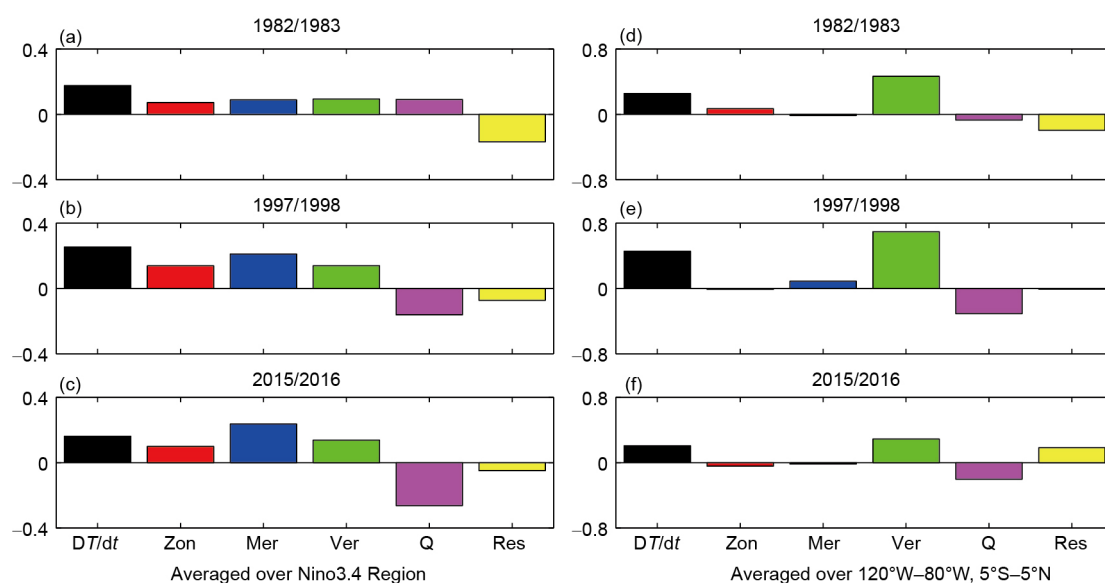 (a) 1982/1983
0.4
0
−0.4
(b) 1997/1998
0.4
0
−0.4
(c) 2015/2016
0.4
0
−0.4
DT/dt Zon Mer Ver Q Res
Averaged over Nino3.4 Region
(d) 1982/1983
0.8
0
−0.8
(e) 1997/1998
0.8
0
−0.8
(f) 2015/2016
0.8
0
−0.8
DT/dt Zon Mer Ver Q Res
Averaged over 120°W–80°W, 5°S–5°N